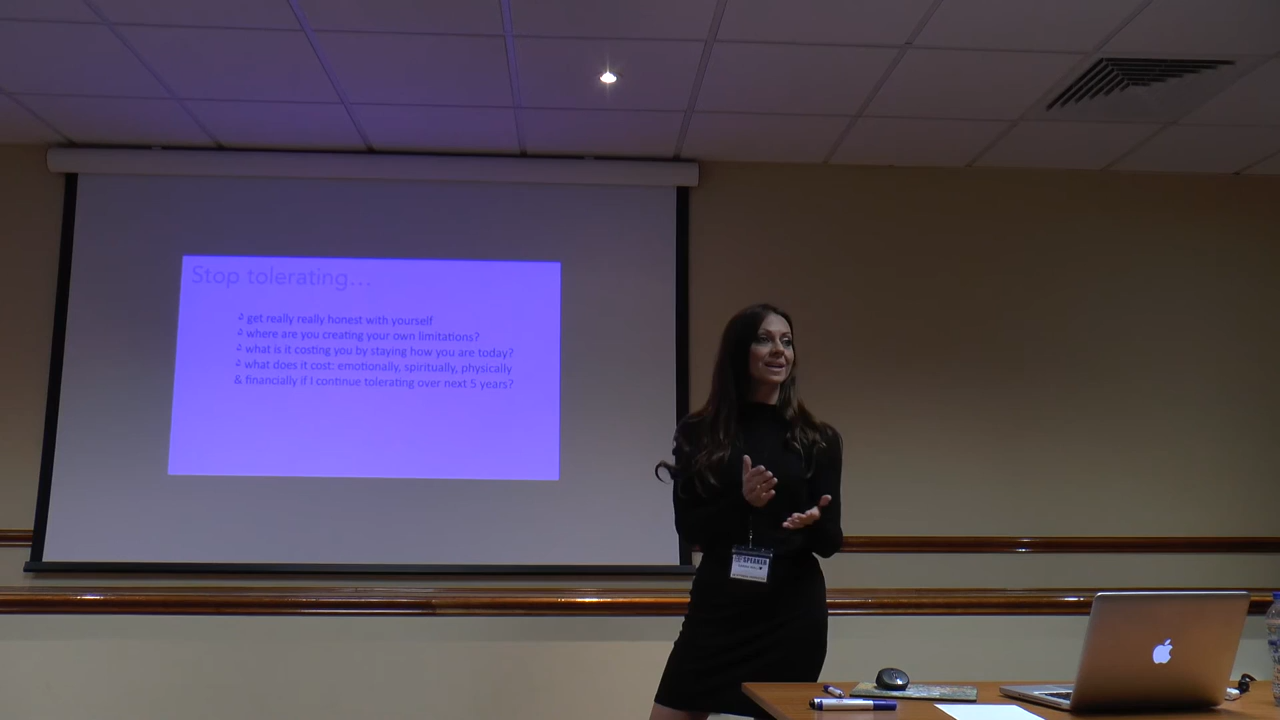 Stop tolerating...
get really really honest with yourself
where are you creating your own limitations?
what is it costing you by staying how you are today?
what does it cost: emotionally, spiritually, physically
& financially if I continue tolerating over next 5 years?
SPEAKER